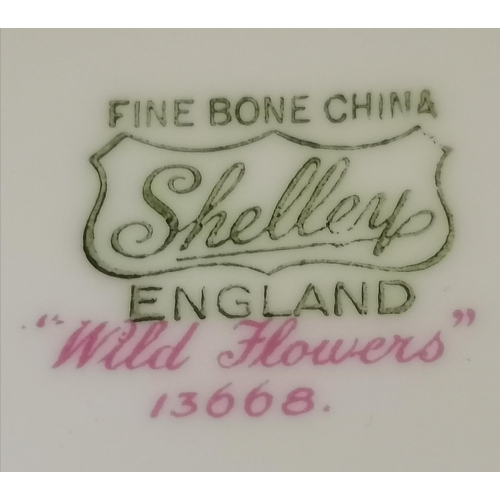 FINE BONE CHINA
Shelley
ENGLAND
"Wild Flowers"
13668.